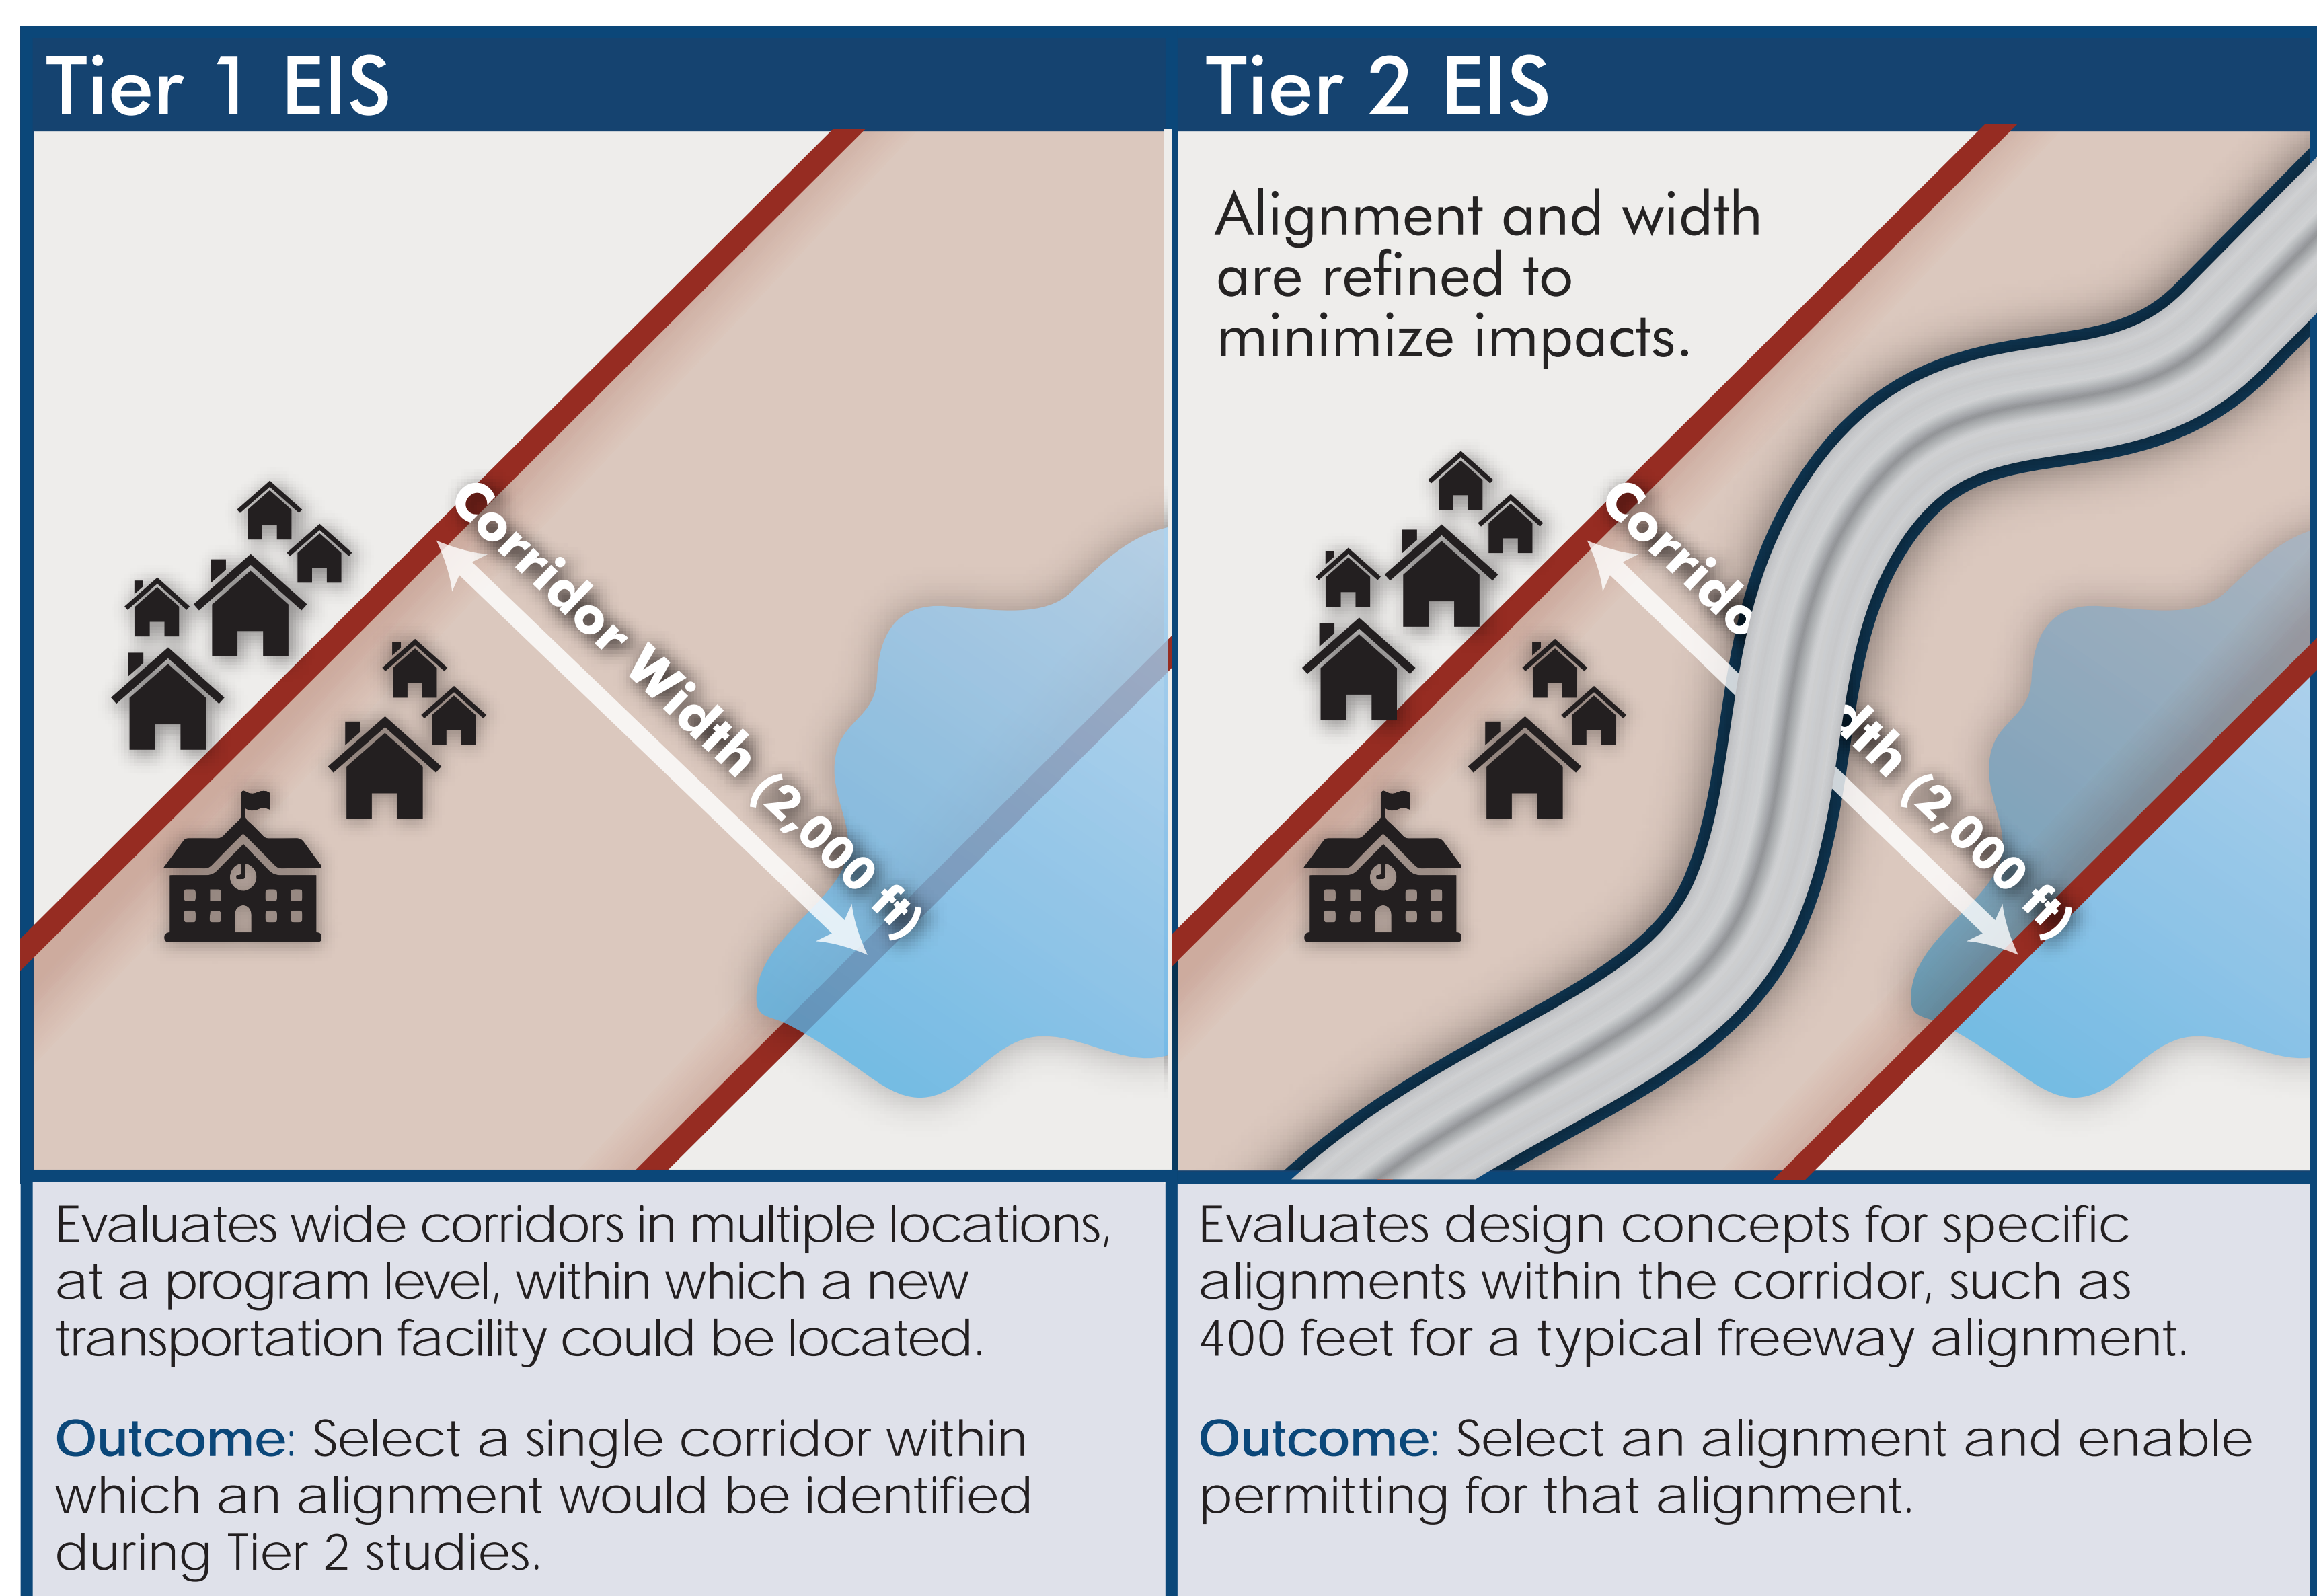 Tier 1 EIS
Corridor Width (2,000 ft)
Evaluates wide corridors in multiple locations,
at a program level, within which a new
transportation facility could be located.
Outcome: Select a single corridor within
which an alignment would be identified
during Tier 2 studies.
Tier 2 EIS
Alignment and width
are refined to
minimize impacts.
Corrido dth (2,000 ft)
Evaluates design concepts for specific
alignments within the corridor, such as
400 feet for a typical freeway alignment.
Outcome: Select an alignment and enable
permitting for that alignment.